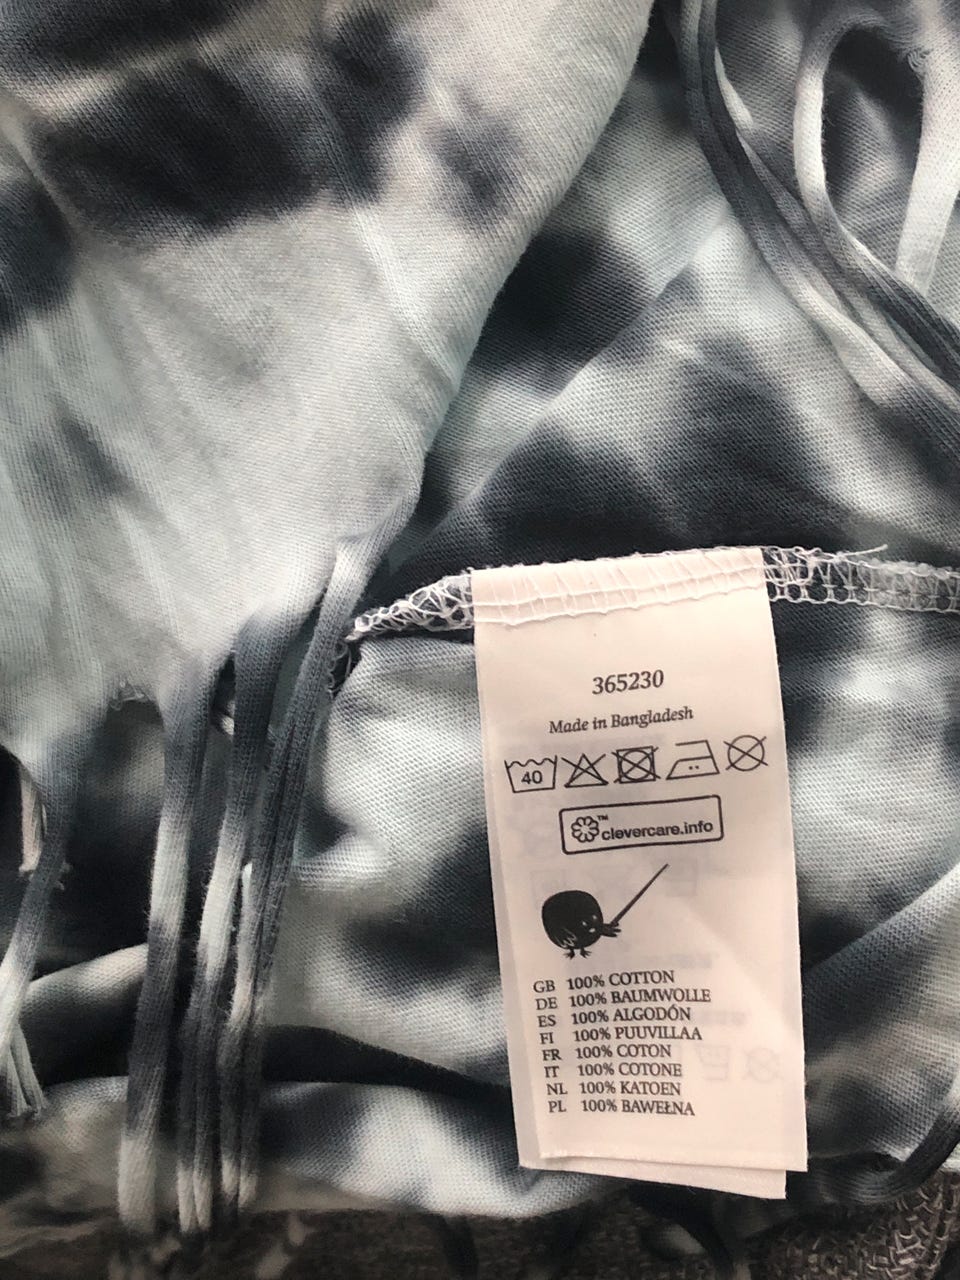 365230
Made in Bangladesh
40
clevercare.info™
GB 100% COTTON
DE 100% BAUMWOLLE
ES 100% ALGODÓN
FI 100% PUUVILLAA
FR 100% COTON
IT 100% COTONE
NL 100% KATOEN
PL 100% BAWEŁNA